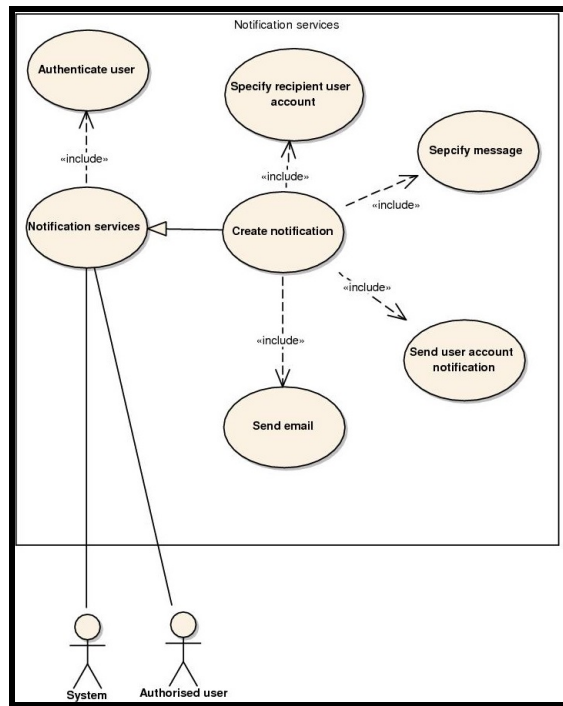 Notification services
Authenticate user
Specify recipient user
account
Sepcify message
«include»
«include»
«include»
Notification services
Create notification
«include»
«include»
Send user account
notification
Send email
System
Authorised user